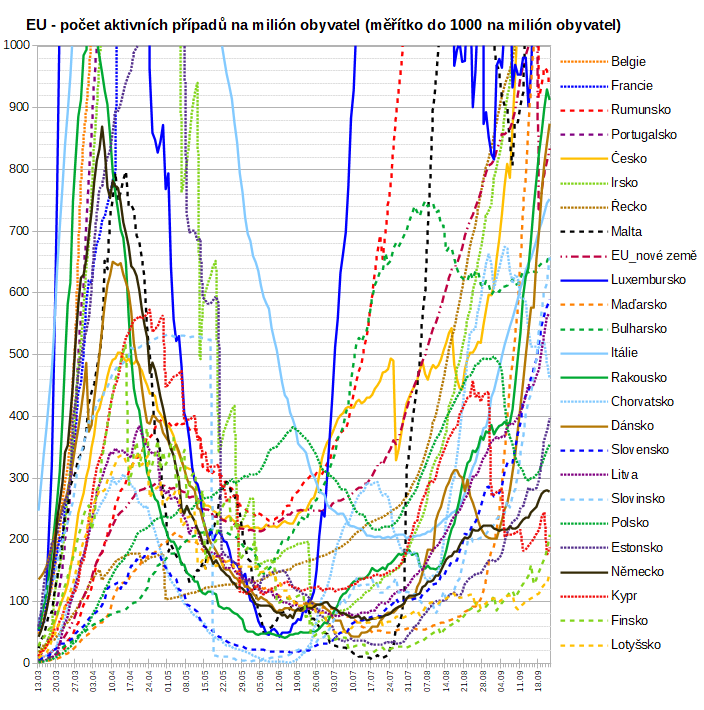 EU - počet aktivních případů na milión obyvatel (měřítko do 1000 na milión obyvatel)
1000
900
800
700
600
500
400
300
200
100
0
13.03
20.03
27.03
03.04
10.04
17.04
24.04
01.05
08.05
15.05
22.05
29.05
05.06
12.06
19.06
26.06
03.07
10.07
17.07
24.07
31.07
07.08
14.08
21.08
28.08
04.09
11.09
18.09
Belgie
Francie
Rumunsko
Portugalsko
Česko
Irsko
Řecko
Malta
EU_nové země
Luxembursko
Maďarsko
Bulharsko
Itálie
Rakousko
Chorvatsko
Dánsko
Slovensko
Litva
Slovinsko
Polsko
Estonsko
Německo
Kypr
Finsko
Lotyšsko